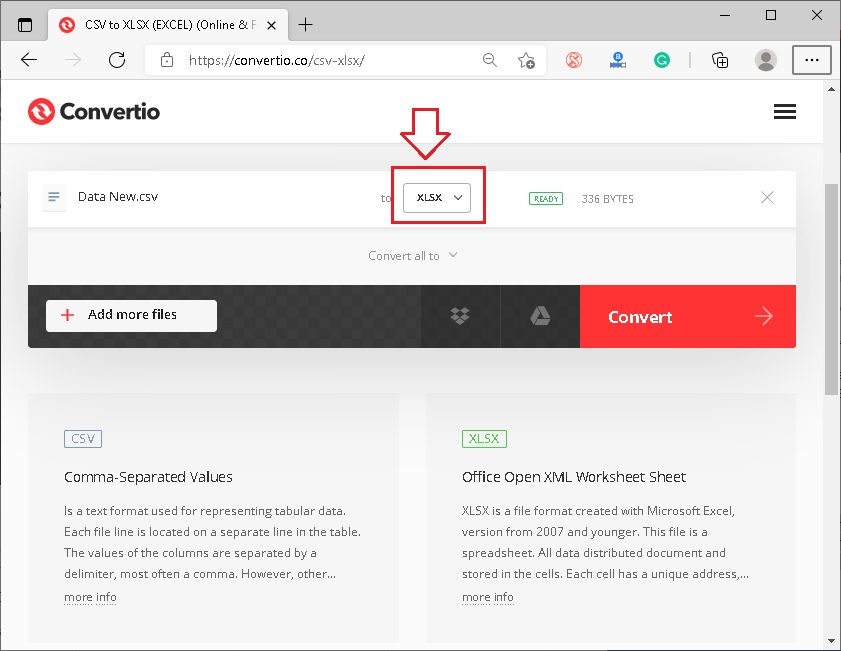 CSV to XLSX (EXCEL) (Online & F
https://convertio.co/csv-xlsx/
Convertio
Data New.csv to XLSX READY 336 BYTES
Convert all to
Add more files Convert
CSV
Comma-Separated Values
Is a text format used for representing tabular data.
Each file line is located on a separate line in the table.
The values of the columns are separated by a
delimiter, most often a comma. However, other...
more info
XLSX
Office Open XML Worksheet Sheet
XLSX is a file format created with Microsoft Excel,
version from 2007 and younger. This file is a
spreadsheet. All data distributed document and
stored in the cells. Each cell has a unique address,...
more info